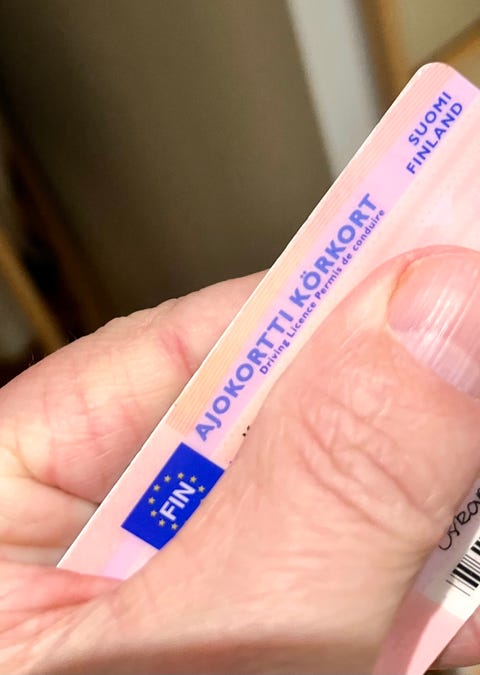 SUOMI
FINLAND
AJOKORTTI KÖRKORT
Driving Licence Permis de conduire
FIN